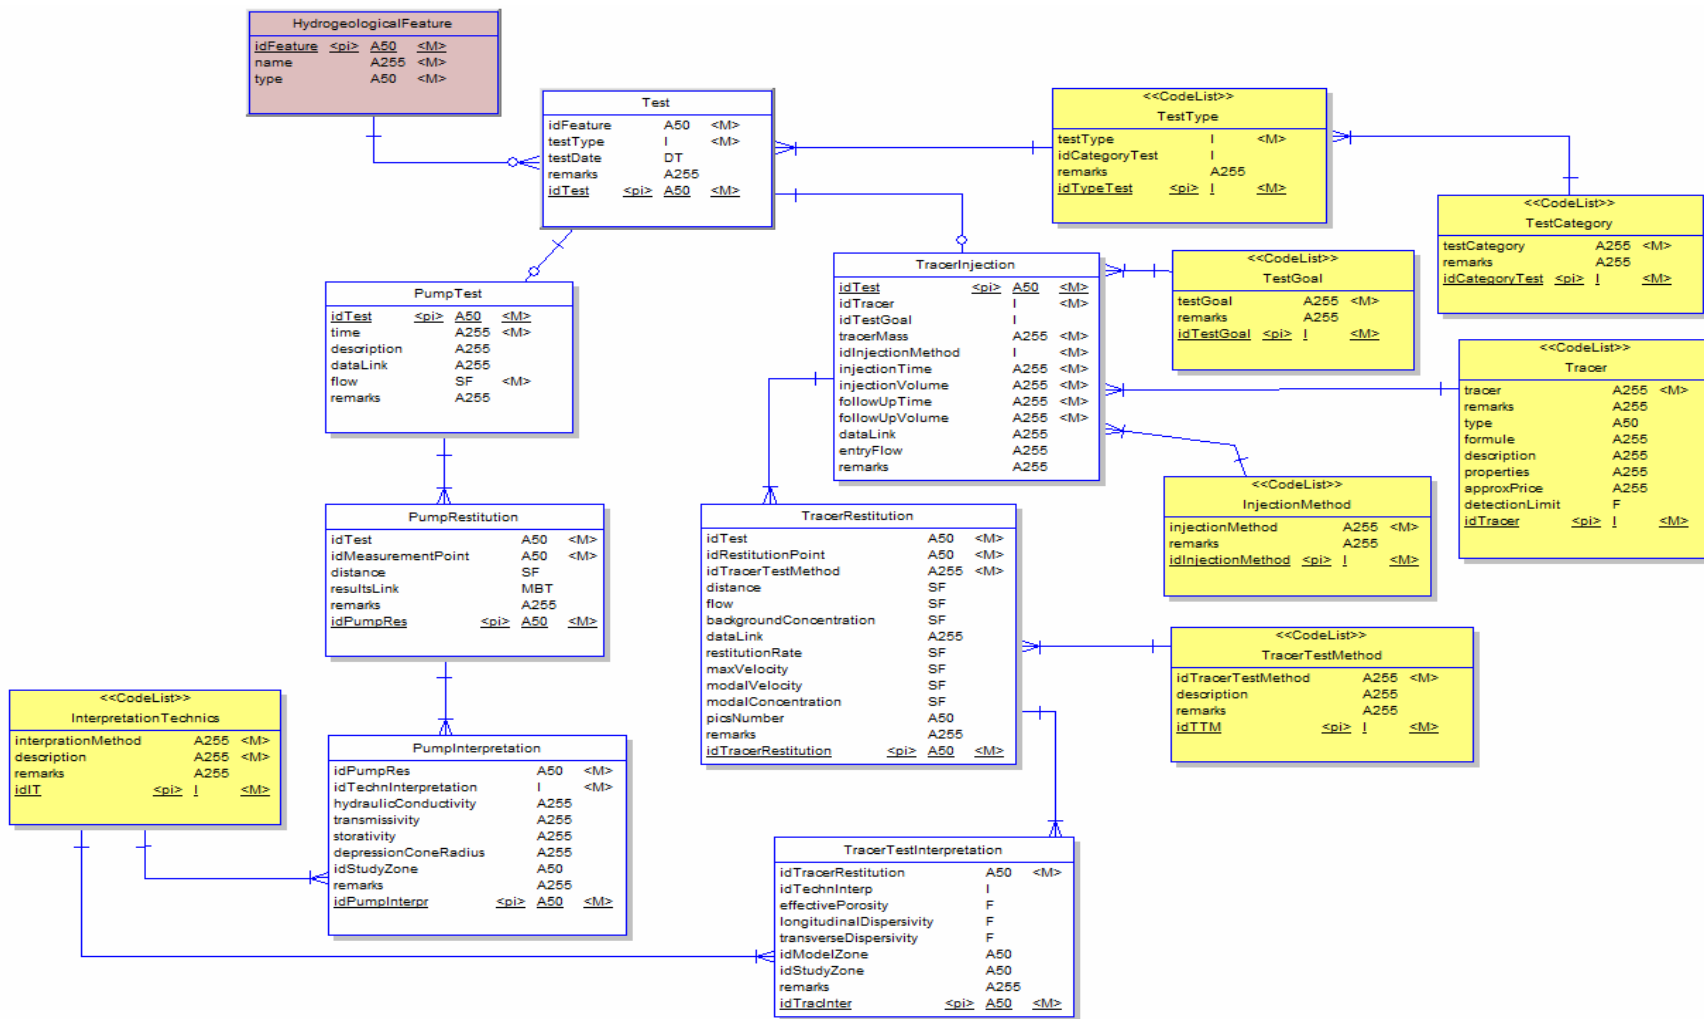 HydrogeologicalFeature
idFeature <pi> A50 <M>
name A255 <M>
type A50 <M>
Test
idFeature A50 <M>
testType I <M>
testDate DT
remarks A255
idTest <pi> A50 <M>
<<CodeList>>
TestType
testType I <M>
idCategoryTest I
remarks A255
idTypeTest <pi> I <M>
<<CodeList>>
TestCategory
testCategory A255 <M>
remarks A255
idCategoryTest <pi> I <M>
TracerInjection
idTest <pi> A50 <M>
idTracer I <M>
idTestGoal I
tracerMass A255 <M>
idInjectionMethod I <M>
injectionTime A255 <M>
injectionVolume A255 <M>
followUpTime A255 <M>
followUpVolume A255 <M>
dataLink A255
entryFlow A255
remarks A255
<<CodeList>>
TestGoal
testGoal A255 <M>
remarks A255
idTestGoal <pi> I <M>
PumpTest
idTest <pi> A50 <M>
time A255 <M>
description A255
dataLink A255
flow SF <M>
remarks A255
<<CodeList>>
Tracer
tracer A255 <M>
remarks A255
type A50
formule A255
description A255
properties A255
approxPrice A255
detectionLimit F
idTracer <pi> I <M>
<<CodeList>>
InjectionMethod
injectionMethod A255 <M>
remarks A255
idInjectionMethod <pi> I <M>
PumpRestitution
idTest A50 <M>
idMeasurementPoint A50 <M>
distance SF
resultsLink MBT
remarks A255
idPumpRes <pi> A50 <M>
TracerRestitution
idTest A50 <M>
idRestitutionPoint A50 <M>
idTracerTestMethod A255 <M>
distance SF
flow SF
backgroundConcentration SF
dataLink A255
restitutionRate SF
maxVelocity SF
modalVelocity SF
modalConcentration SF
picsNumber A50
remarks A255
idTracerRestitution <pi> A50 <M>
<<CodeList>>
TracerTestMethod
idTracerTestMethod A255 <M>
description A255
remarks A255
idTTM <pi> I <M>
<<CodeList>>
InterpretationTechnics
interprationMethod A255 <M>
description A255 <M>
remarks A255
idIT <pi> I <M>
PumpInterpretation
idPumpRes A50 <M>
idTechnInterpretation I <M>
hydraulicConductivity A255
transmissivity A255
storativity A255
depressionConeRadius A255
idStudyZone A50
remarks A255
idPumpInterpr <pi> A50 <M>
TracerTestInterpretation
idTracerRestitution A50 <M>
idTechnInterp I
effectivePorosity F
longitudinalDispersivity F
transverseDispersivity F
idModelZone A50
idStudyZone A50
remarks A255
idTracInter <pi> A50 <M>